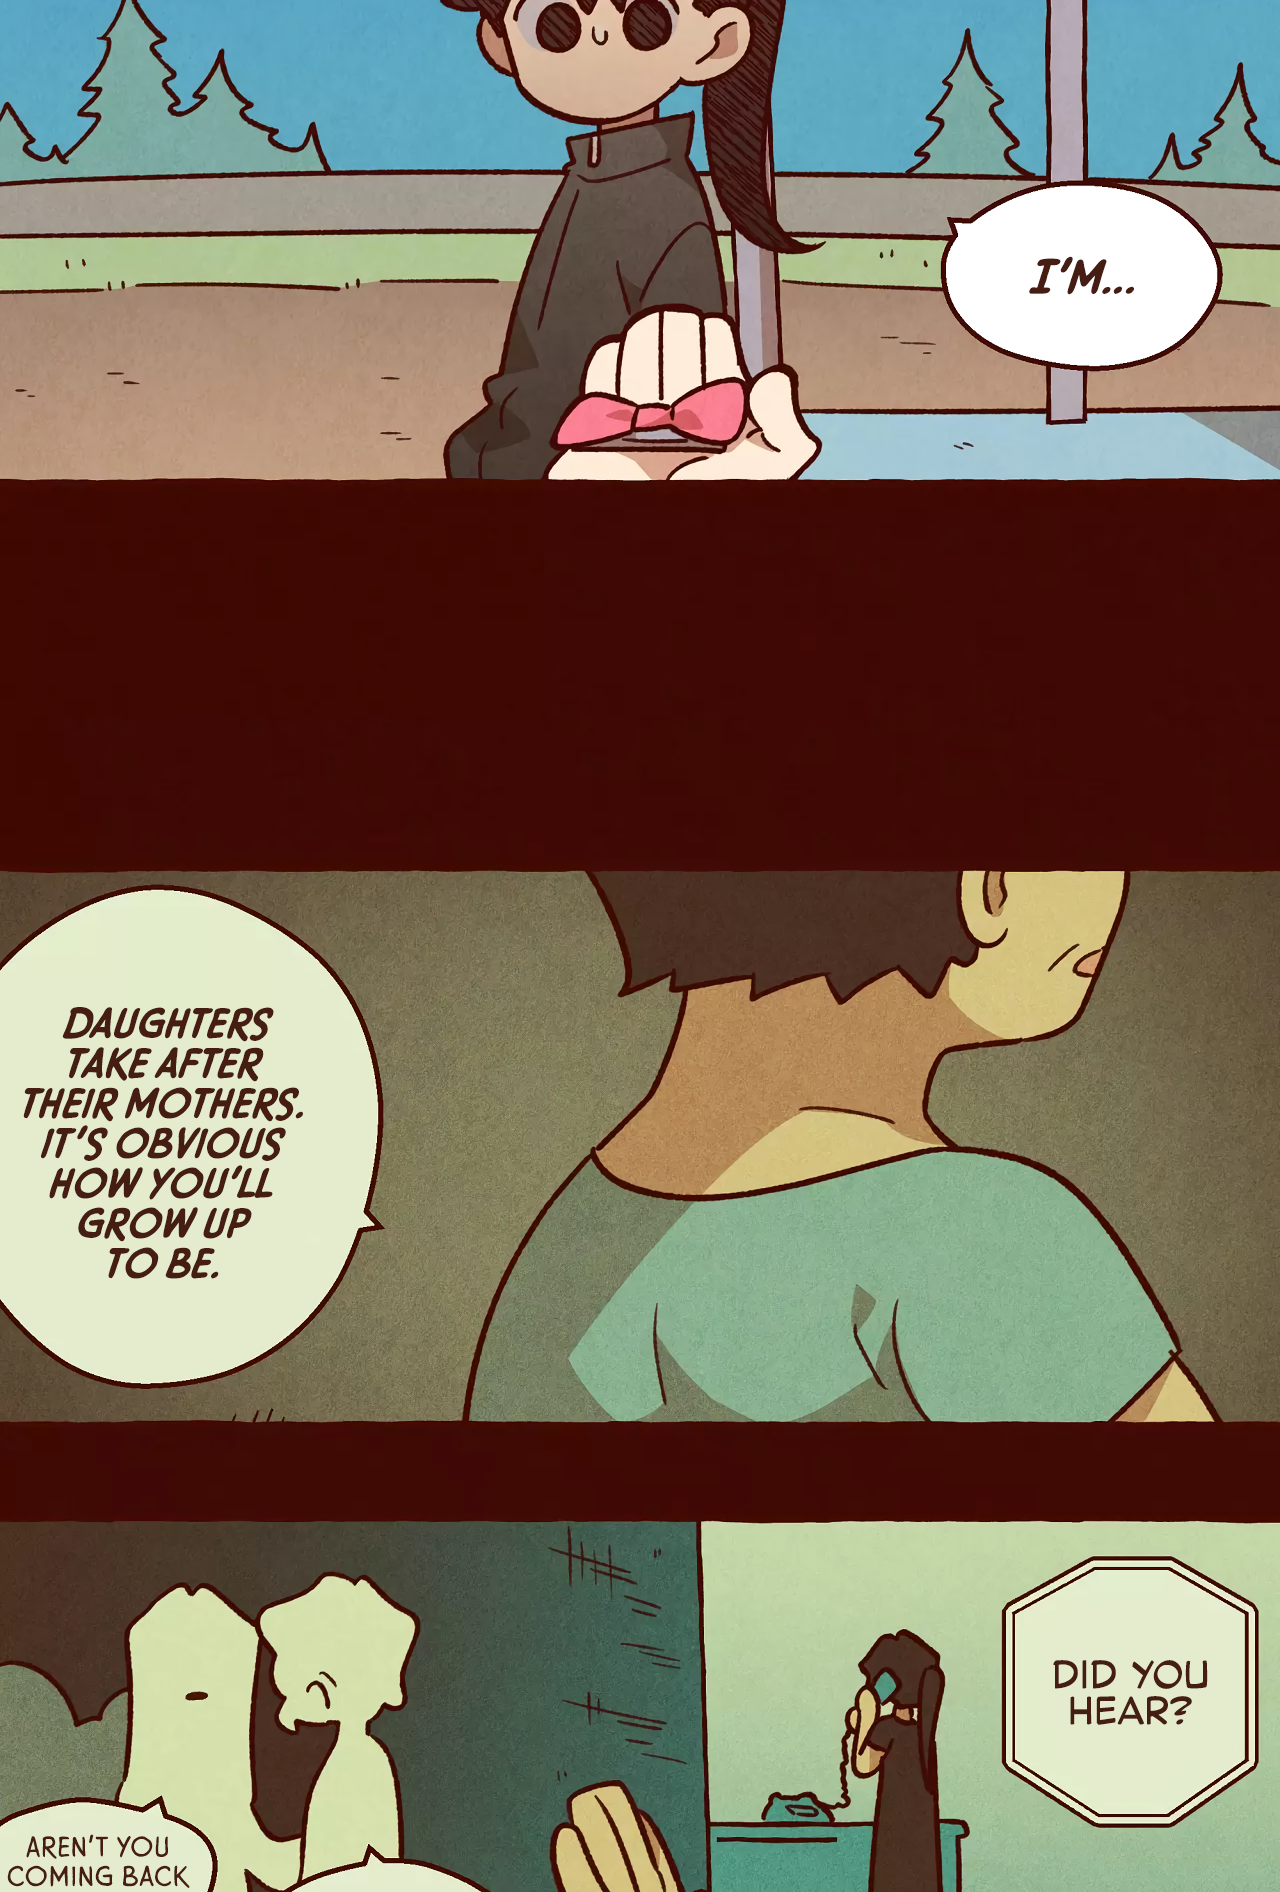 I'M...
DAUGHTERS
TAKE AFTER
THEIR MOTHERS.
IT'S OBVIOUS
HOW YOU'LL
GROW UP
TO BE.
DID YOU
HEAR?
AREN'T YOU
COMING BACK